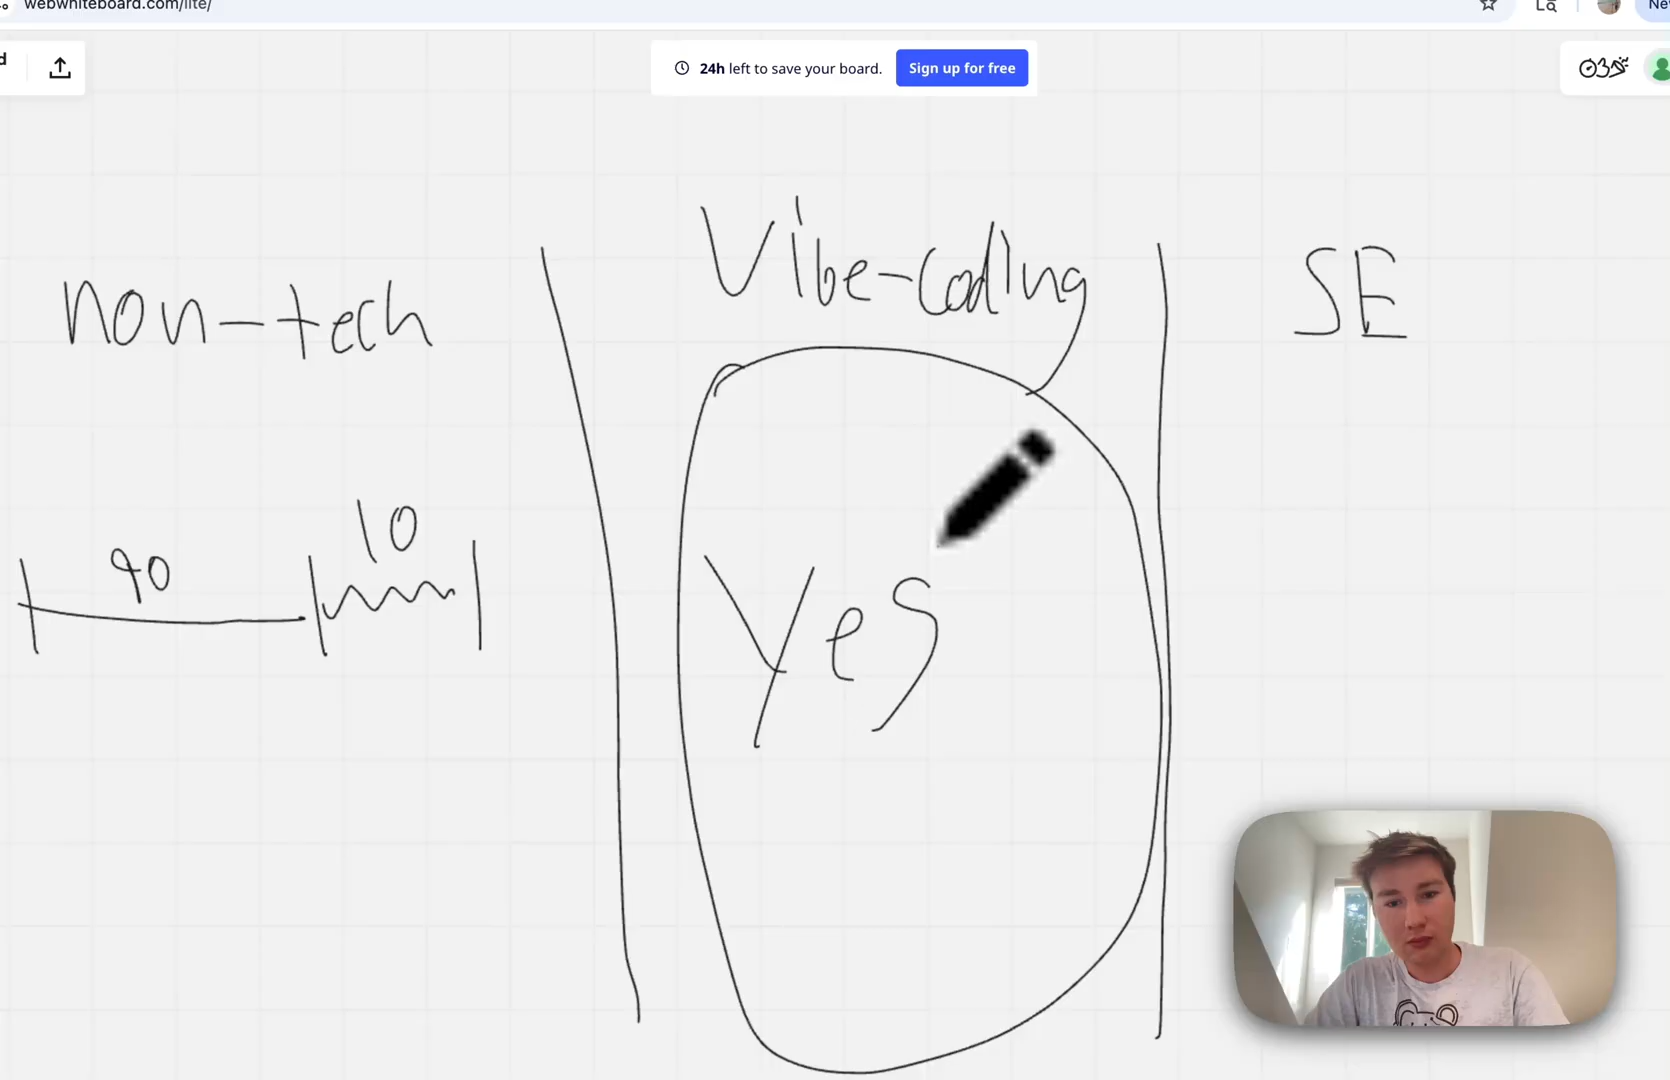 webwhiteboard.com/lite/
24h left to save your board.
Sign up for free
non-tech
Vibe-coding
SE
90
10
Yes